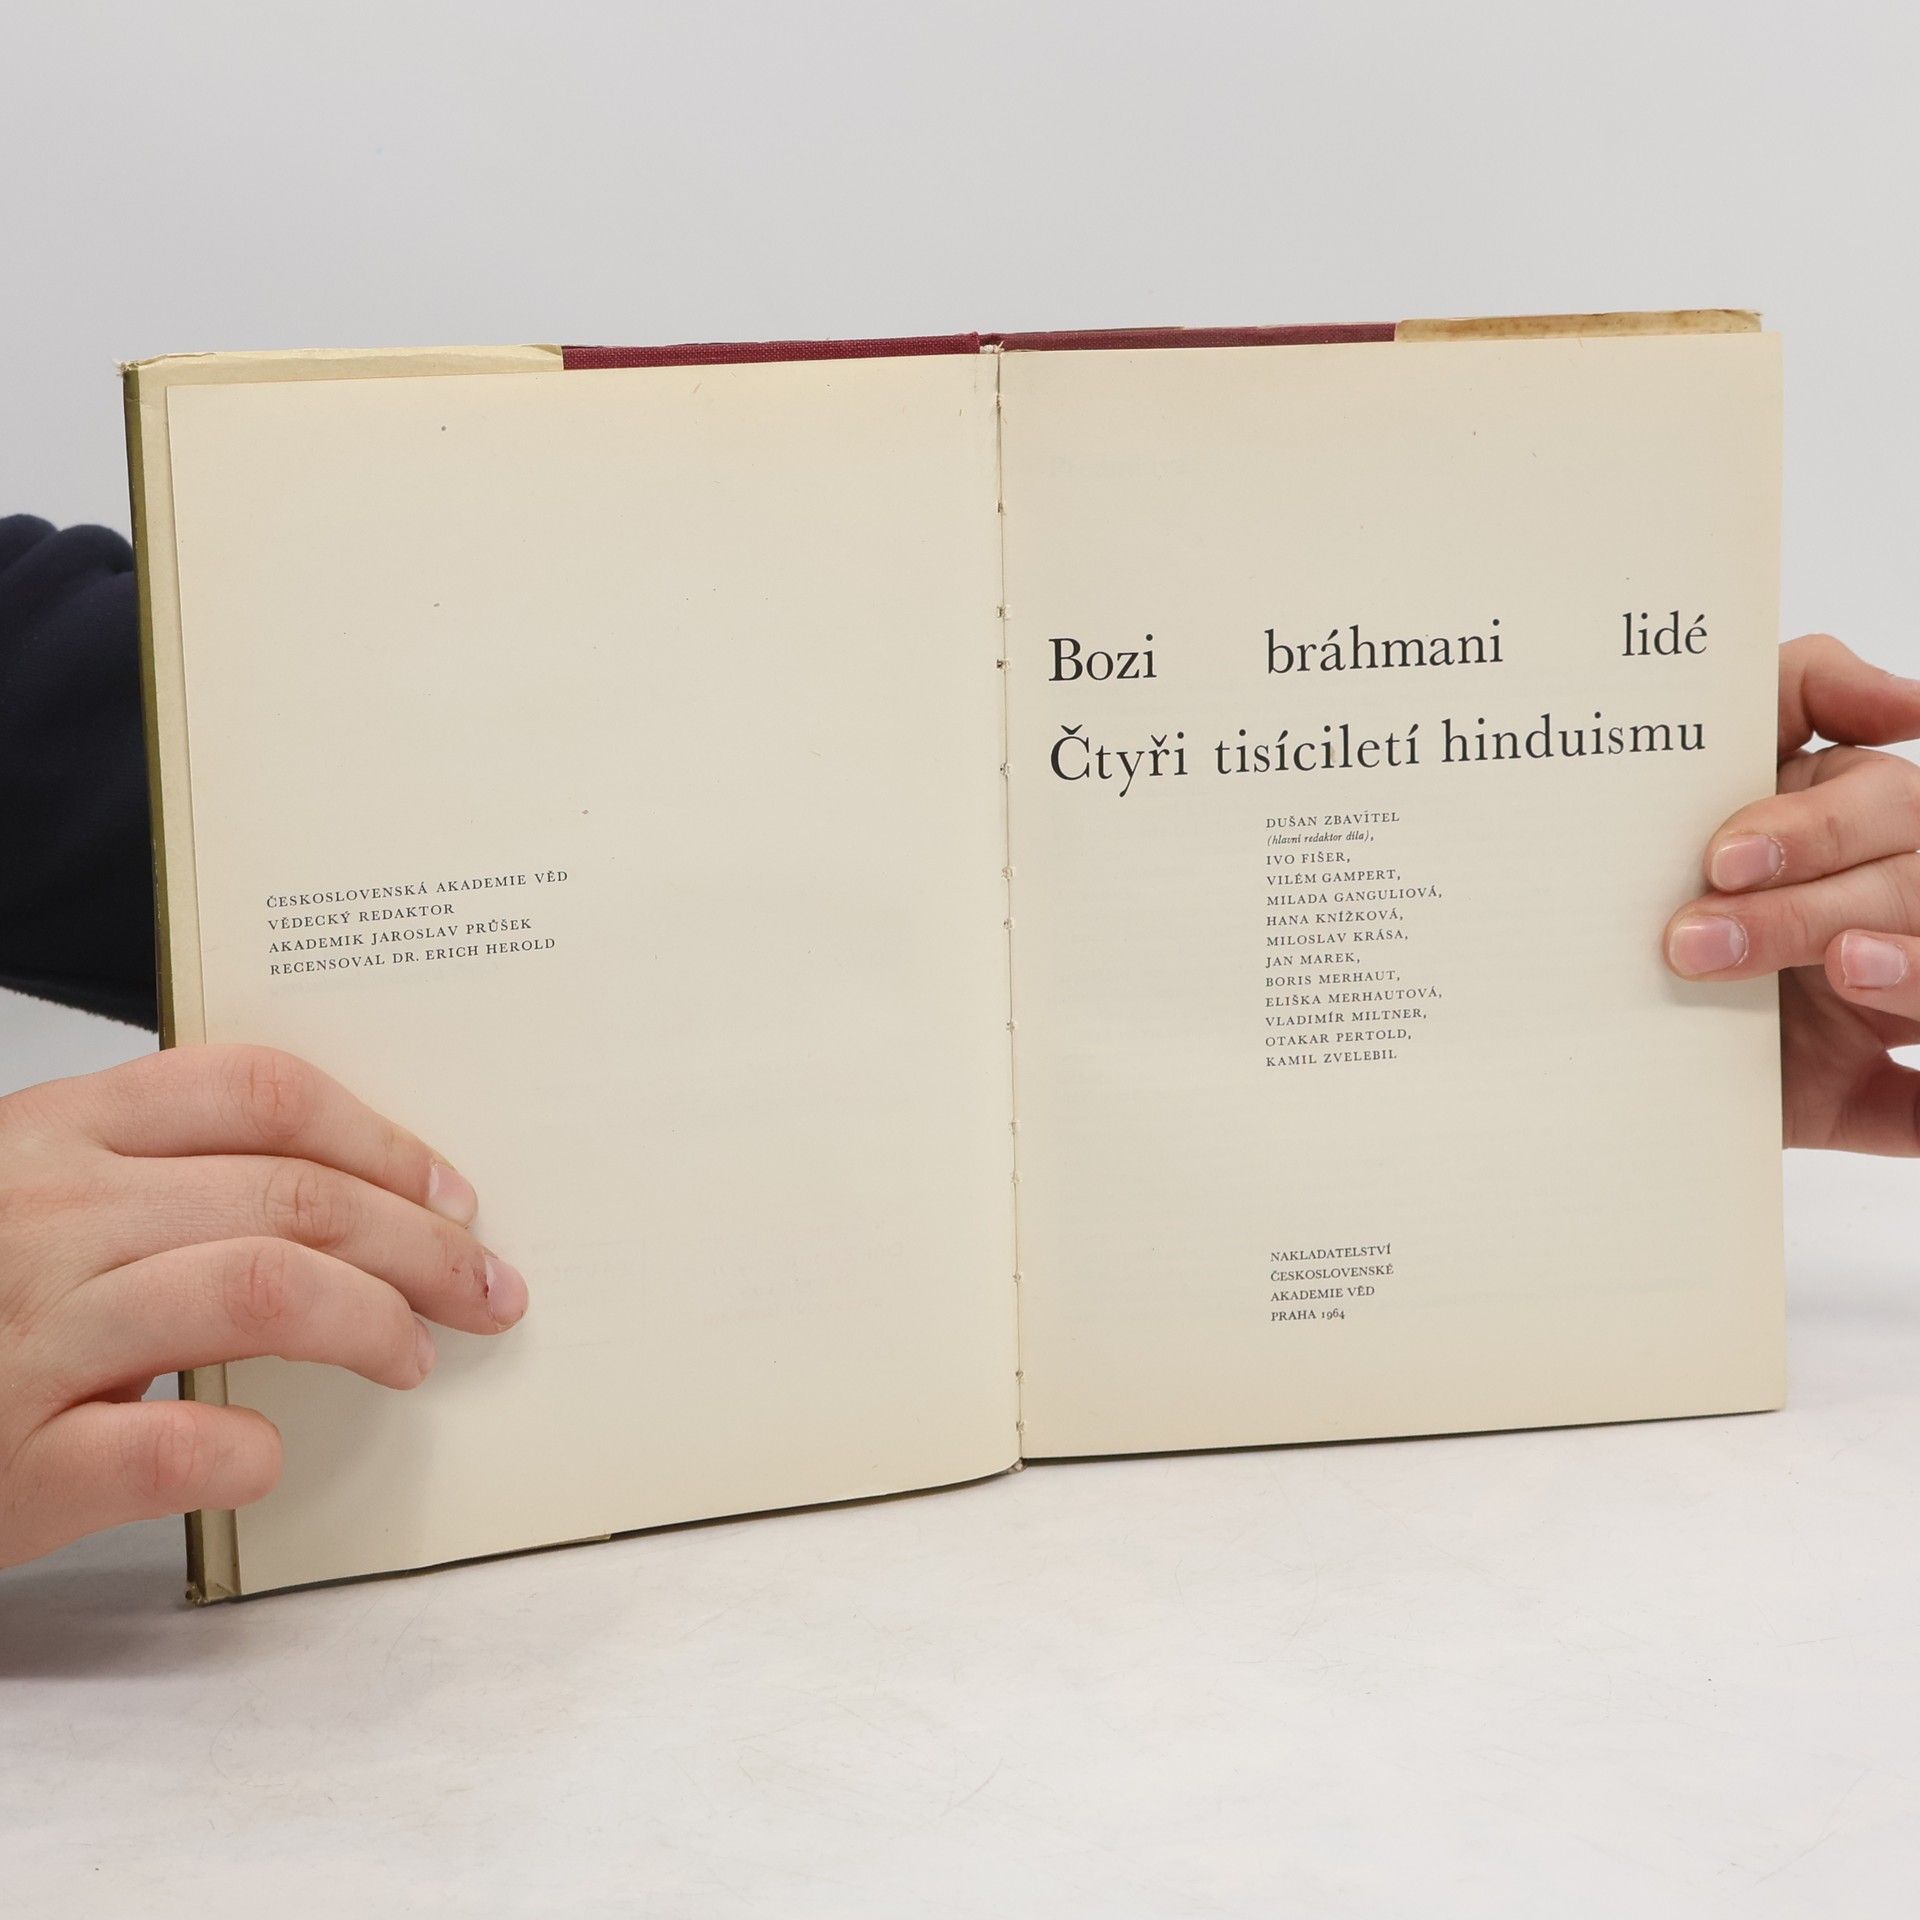 ČESKOSLOVENSKÁ AKADEMIE VĚD
VĚDECKÝ REDAKTOR
AKADEMIK JAROSLAV PRŮŠEK
RECENSOVAL DR. ERICH HEROLD
Bozi bráhmani lidé
Čtyři tisíciletí hinduismu
DUŠAN ZBAVITEL
(hlavní redaktor díla),
IVO FIŠER,
VILÉM GAMPERT,
MILADA GANGULIOVÁ,
HANA KNÍŽKOVÁ,
MILOSLAV KRÁSA,
JAN MAREK,
BORIS MERHAUT,
ELIŠKA MERHAUTOVÁ,
VLADIMÍR MILTNER,
OTAKAR PERTOLD,
KAMIL ZVELEBIL
NAKLADATELSTVÍ
ČESKOSLOVENSKÉ
AKADEMIE VĚD
PRAHA 1964